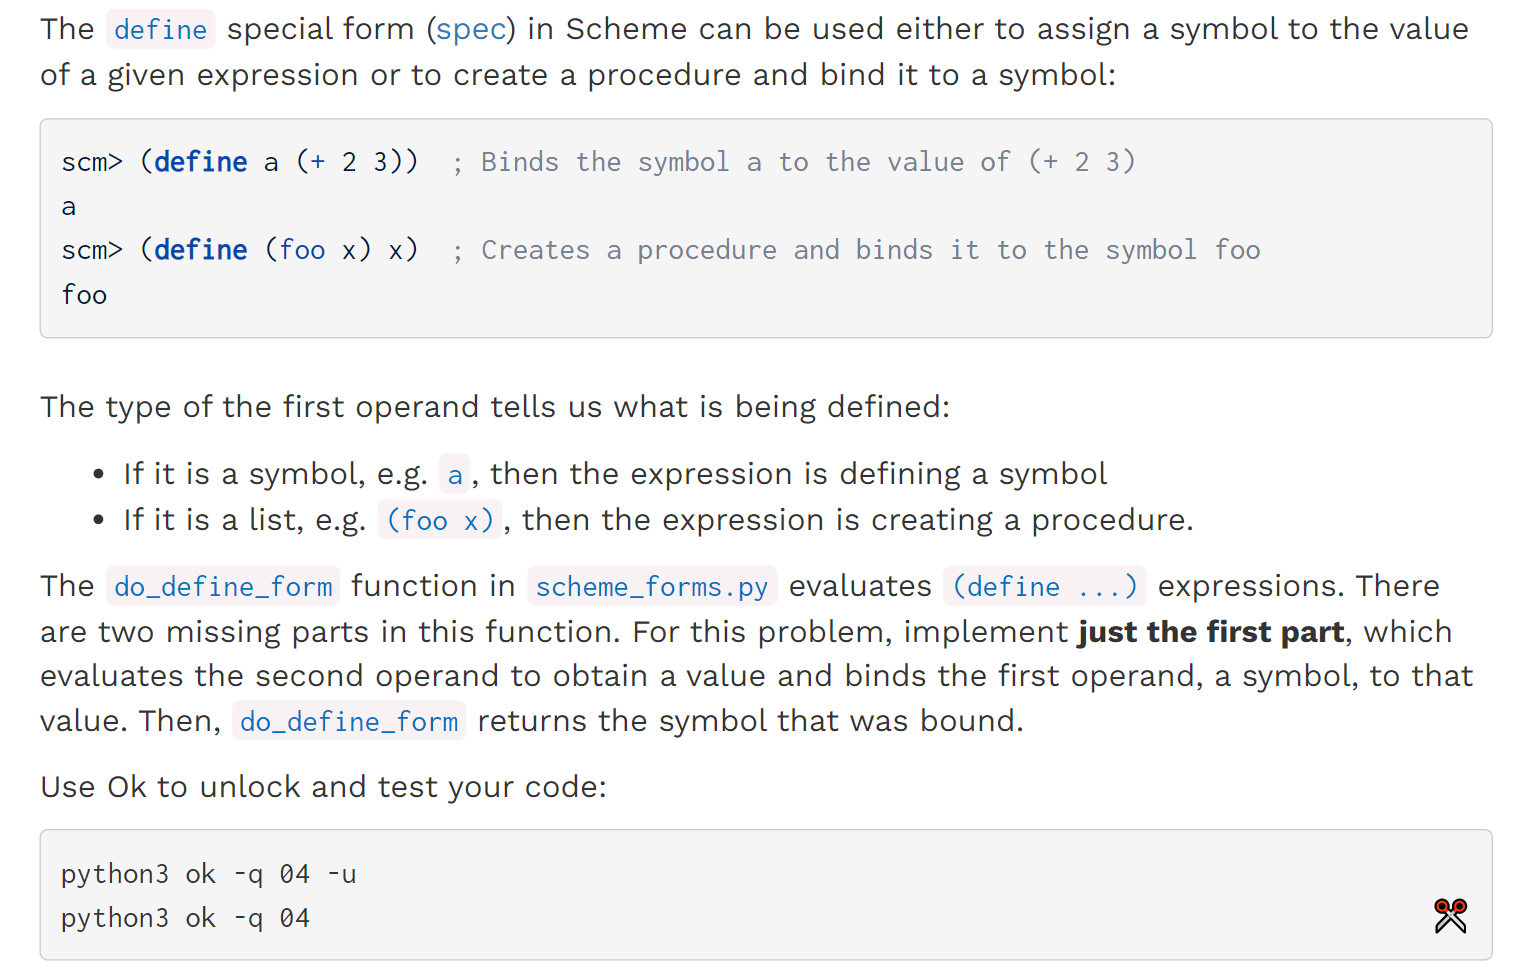 The define special form (spec) in Scheme can be used either to assign a symbol to the value
of a given expression or to create a procedure and bind it to a symbol:
scm> (define a (+ 2 3))  ; Binds the symbol a to the value of (+ 2 3)
a
scm> (define (foo x) x)  ; Creates a procedure and binds it to the symbol foo
foo
The type of the first operand tells us what is being defined:
• If it is a symbol, e.g. a, then the expression is defining a symbol
• If it is a list, e.g. (foo x), then the expression is creating a procedure.
The do_define_form function in scheme_forms.py evaluates (define ...) expressions. There
are two missing parts in this function. For this problem, implement just the first part, which
evaluates the second operand to obtain a value and binds the first operand, a symbol, to that
value. Then, do_define_form returns the symbol that was bound.
Use Ok to unlock and test your code:
python3 ok -q 04 -u
python3 ok -q 04